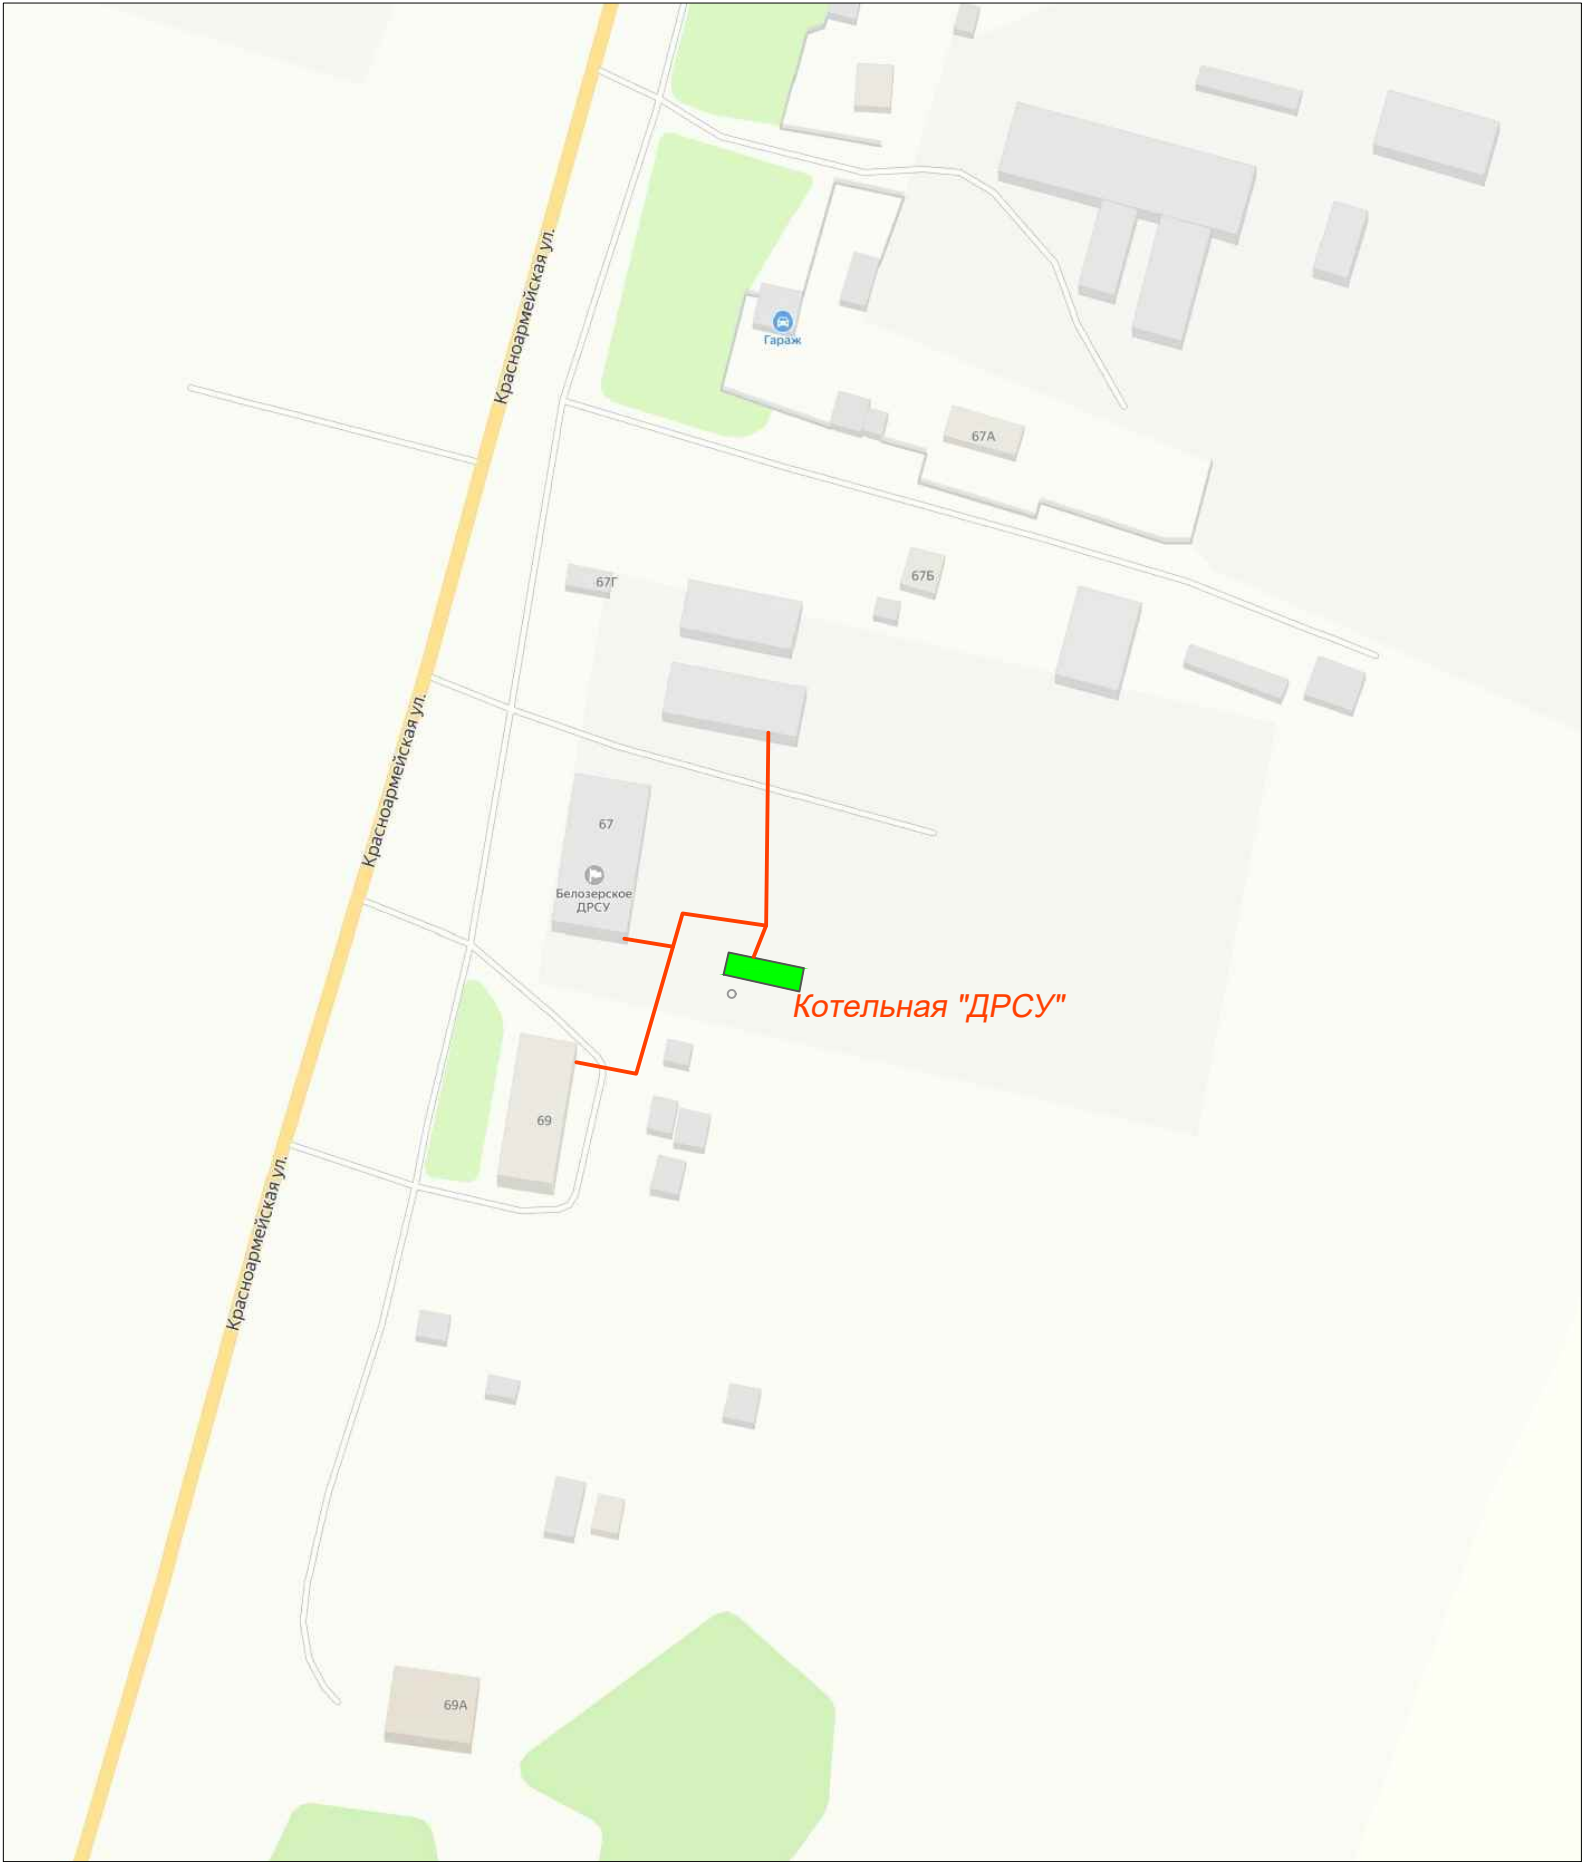 Красноармейская ул.
Гараж
67А
67Б
67Г
Красноармейская ул.
67
Белозерское
ДРСУ
Котельная "ДРСУ"
69
Красноармейская ул.
69А